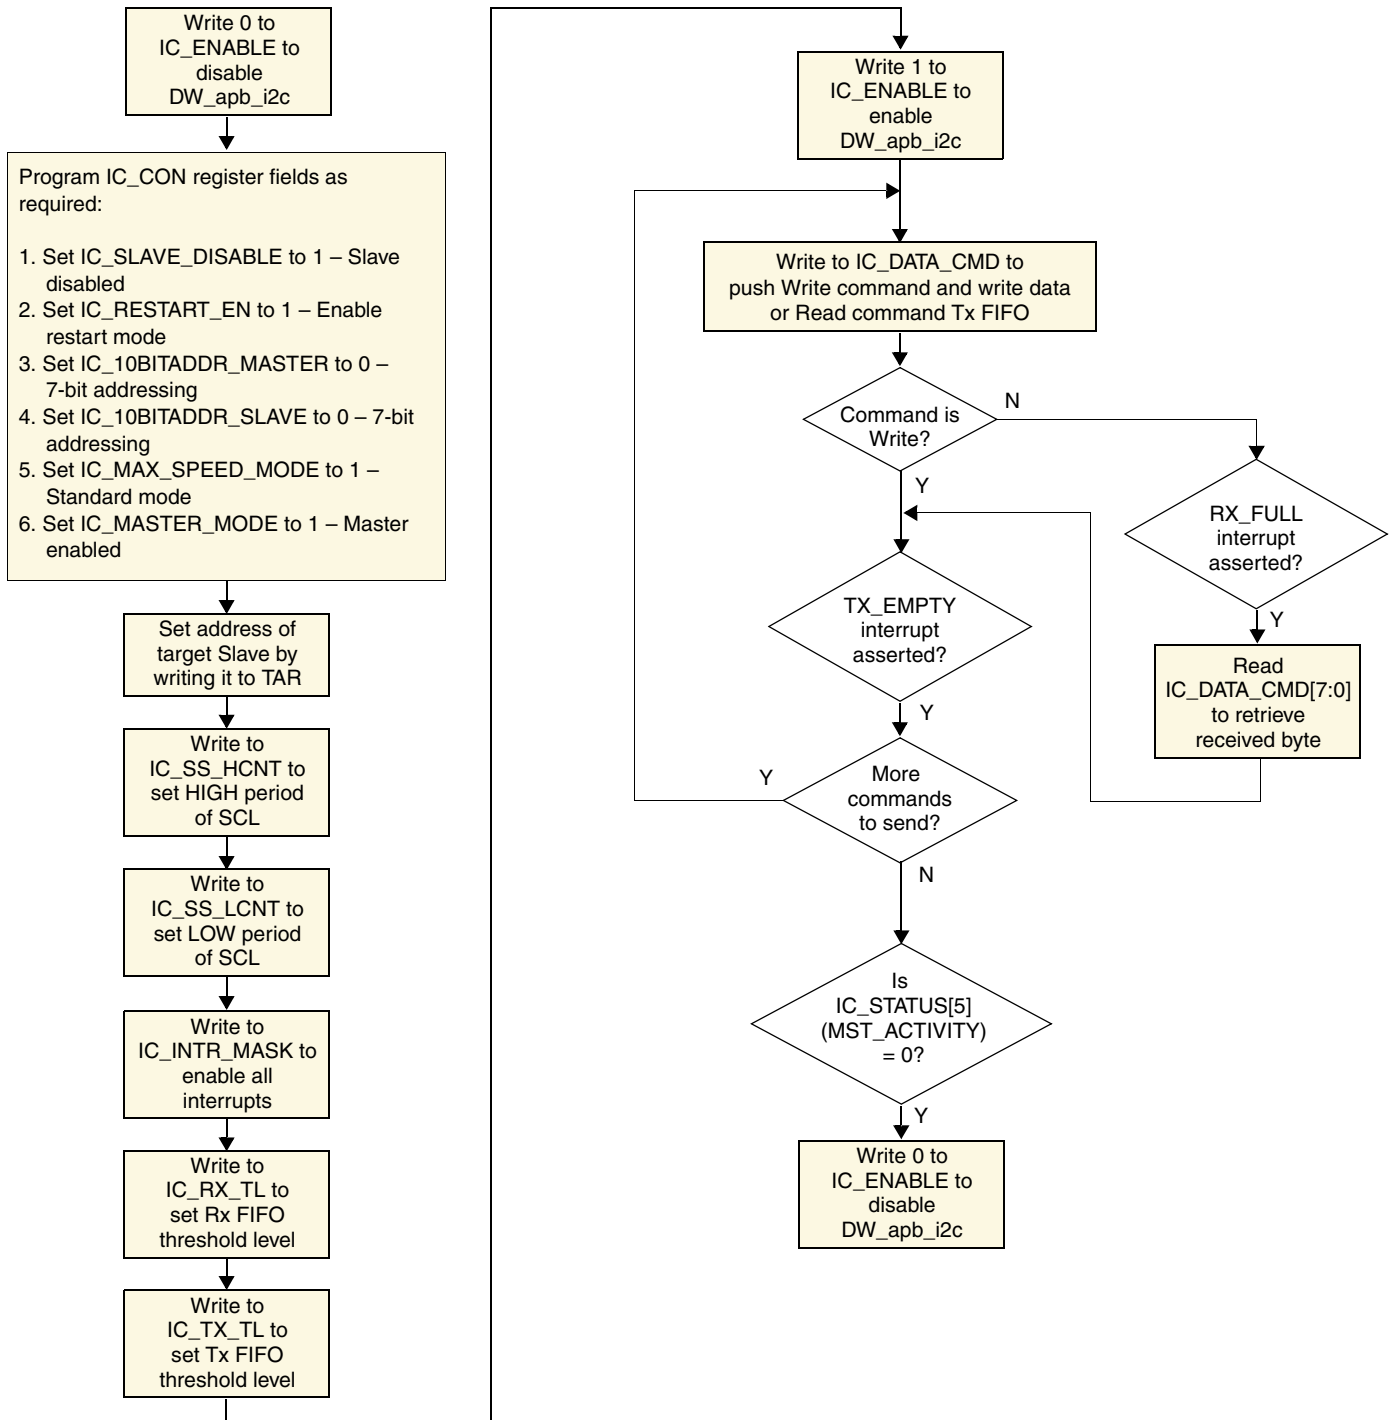 Write 0 to
IC_ENABLE to
disable
DW_apb_i2c
Program IC_CON register fields as
required:
1. Set IC_SLAVE_DISABLE to 1 – Slave
disabled
2. Set IC_RESTART_EN to 1 – Enable
restart mode
3. Set IC_10BITADDR_MASTER to 0 –
7-bit addressing
4. Set IC_10BITADDR_SLAVE to 0 – 7-bit
addressing
5. Set IC_MAX_SPEED_MODE to 1 –
Standard mode
6. Set IC_MASTER_MODE to 1 – Master
enabled
Set address of
target Slave by
writing it to TAR
Write to
IC_SS_HCNT to
set HIGH period
of SCL
Write to
IC_SS_LCNT to
set LOW period
of SCL
Write to
IC_INTR_MASK to
enable all
interrupts
Write to
IC_RX_TL to
set Rx FIFO
threshold level
Write to
IC_TX_TL to
set Tx FIFO
threshold level
Write 1 to
IC_ENABLE to
enable
DW_apb_i2c
Write to IC_DATA_CMD to
push Write command and write data
or Read command Tx FIFO
Command is
Write?
N
Y
RX_FULL
interrupt
asserted?
Y
Read
IC_DATA_CMD[7:0]
to retrieve
received byte
TX_EMPTY
interrupt
asserted?
Y
More
commands
to send?
Y
N
Is
IC_STATUS[5]
(MST_ACTIVITY)
= 0?
Y
Write 0 to
IC_ENABLE to
disable
DW_apb_i2c